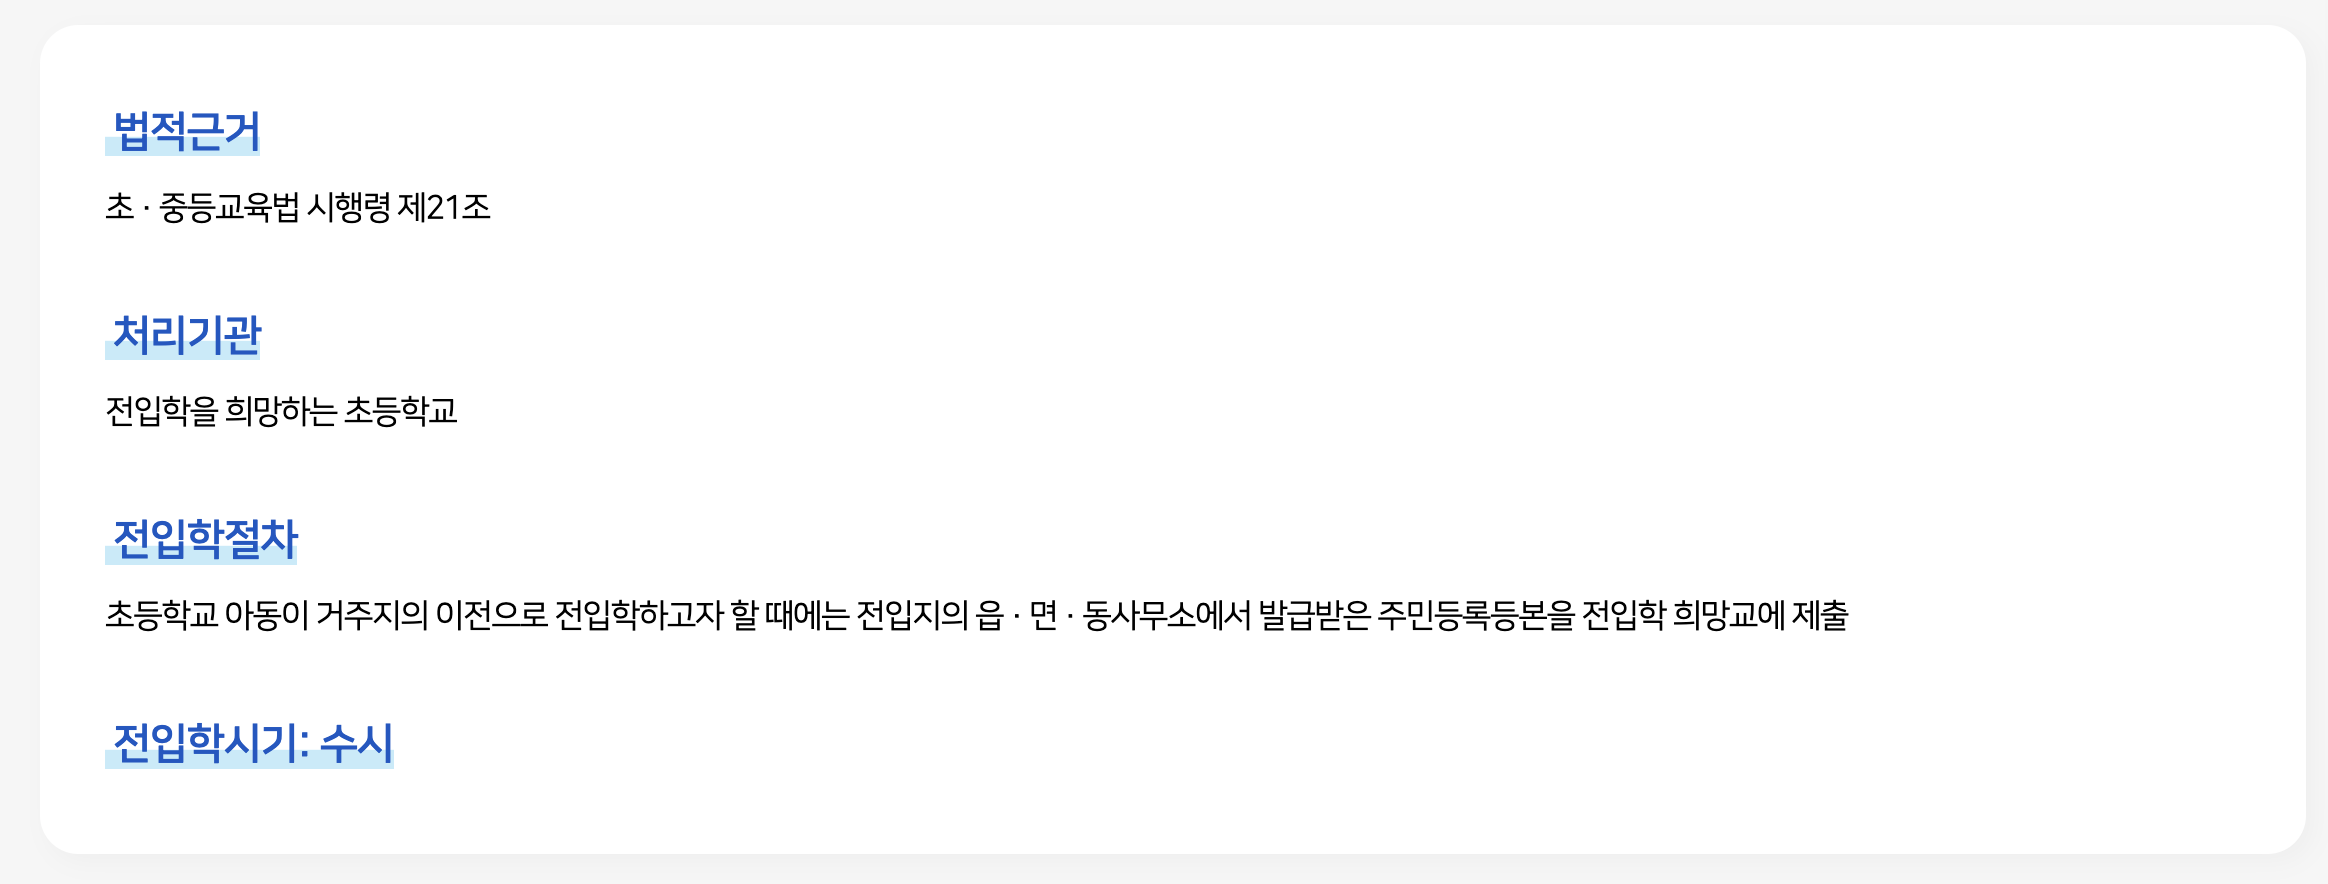 법적근거
초 · 중등교육법 시행령 제21조
처리기관
전입학을 희망하는 초등학교
전입학절차
초등학교 아동이 거주지의 이전으로 전입학하고자 할 때에는 전입지의 읍 · 면 · 동사무소에서 발급받은 주민등록등본을 전입학 희망교에 제출
전입학시기: 수시